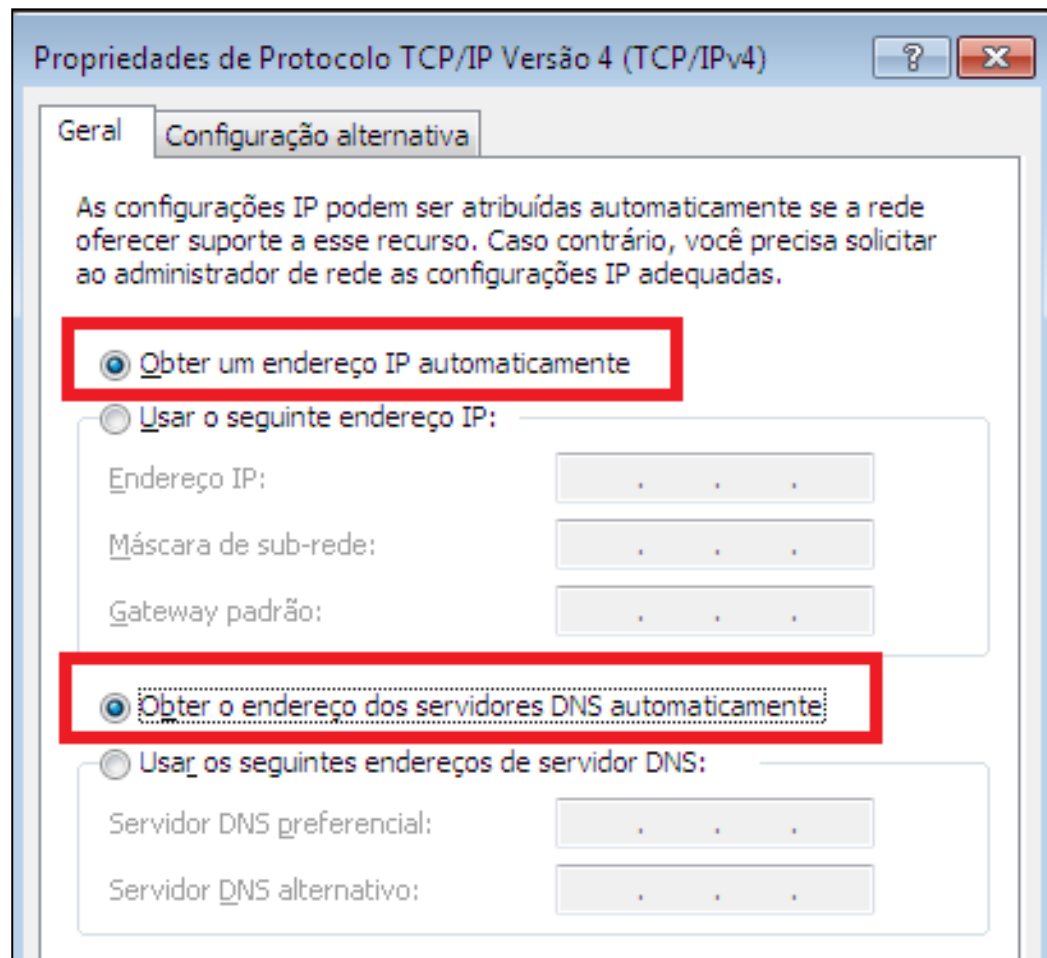 Propriedades de Protocolo TCP/IP Versão 4 (TCP/IPv4)
Geral
Configuração alternativa
As configurações IP podem ser atribuídas automaticamente se a rede
oferecer suporte a esse recurso. Caso contrário, você precisa solicitar
ao administrador de rede as configurações IP adequadas.
Obter um endereço IP automaticamente
Usar o seguinte endereço IP:
Endereço IP:
Máscara de sub-rede:
Gateway padrão:
Obter o endereço dos servidores DNS automaticamente
Usar os seguintes endereços de servidor DNS:
Servidor DNS preferencial:
Servidor DNS alternativo: